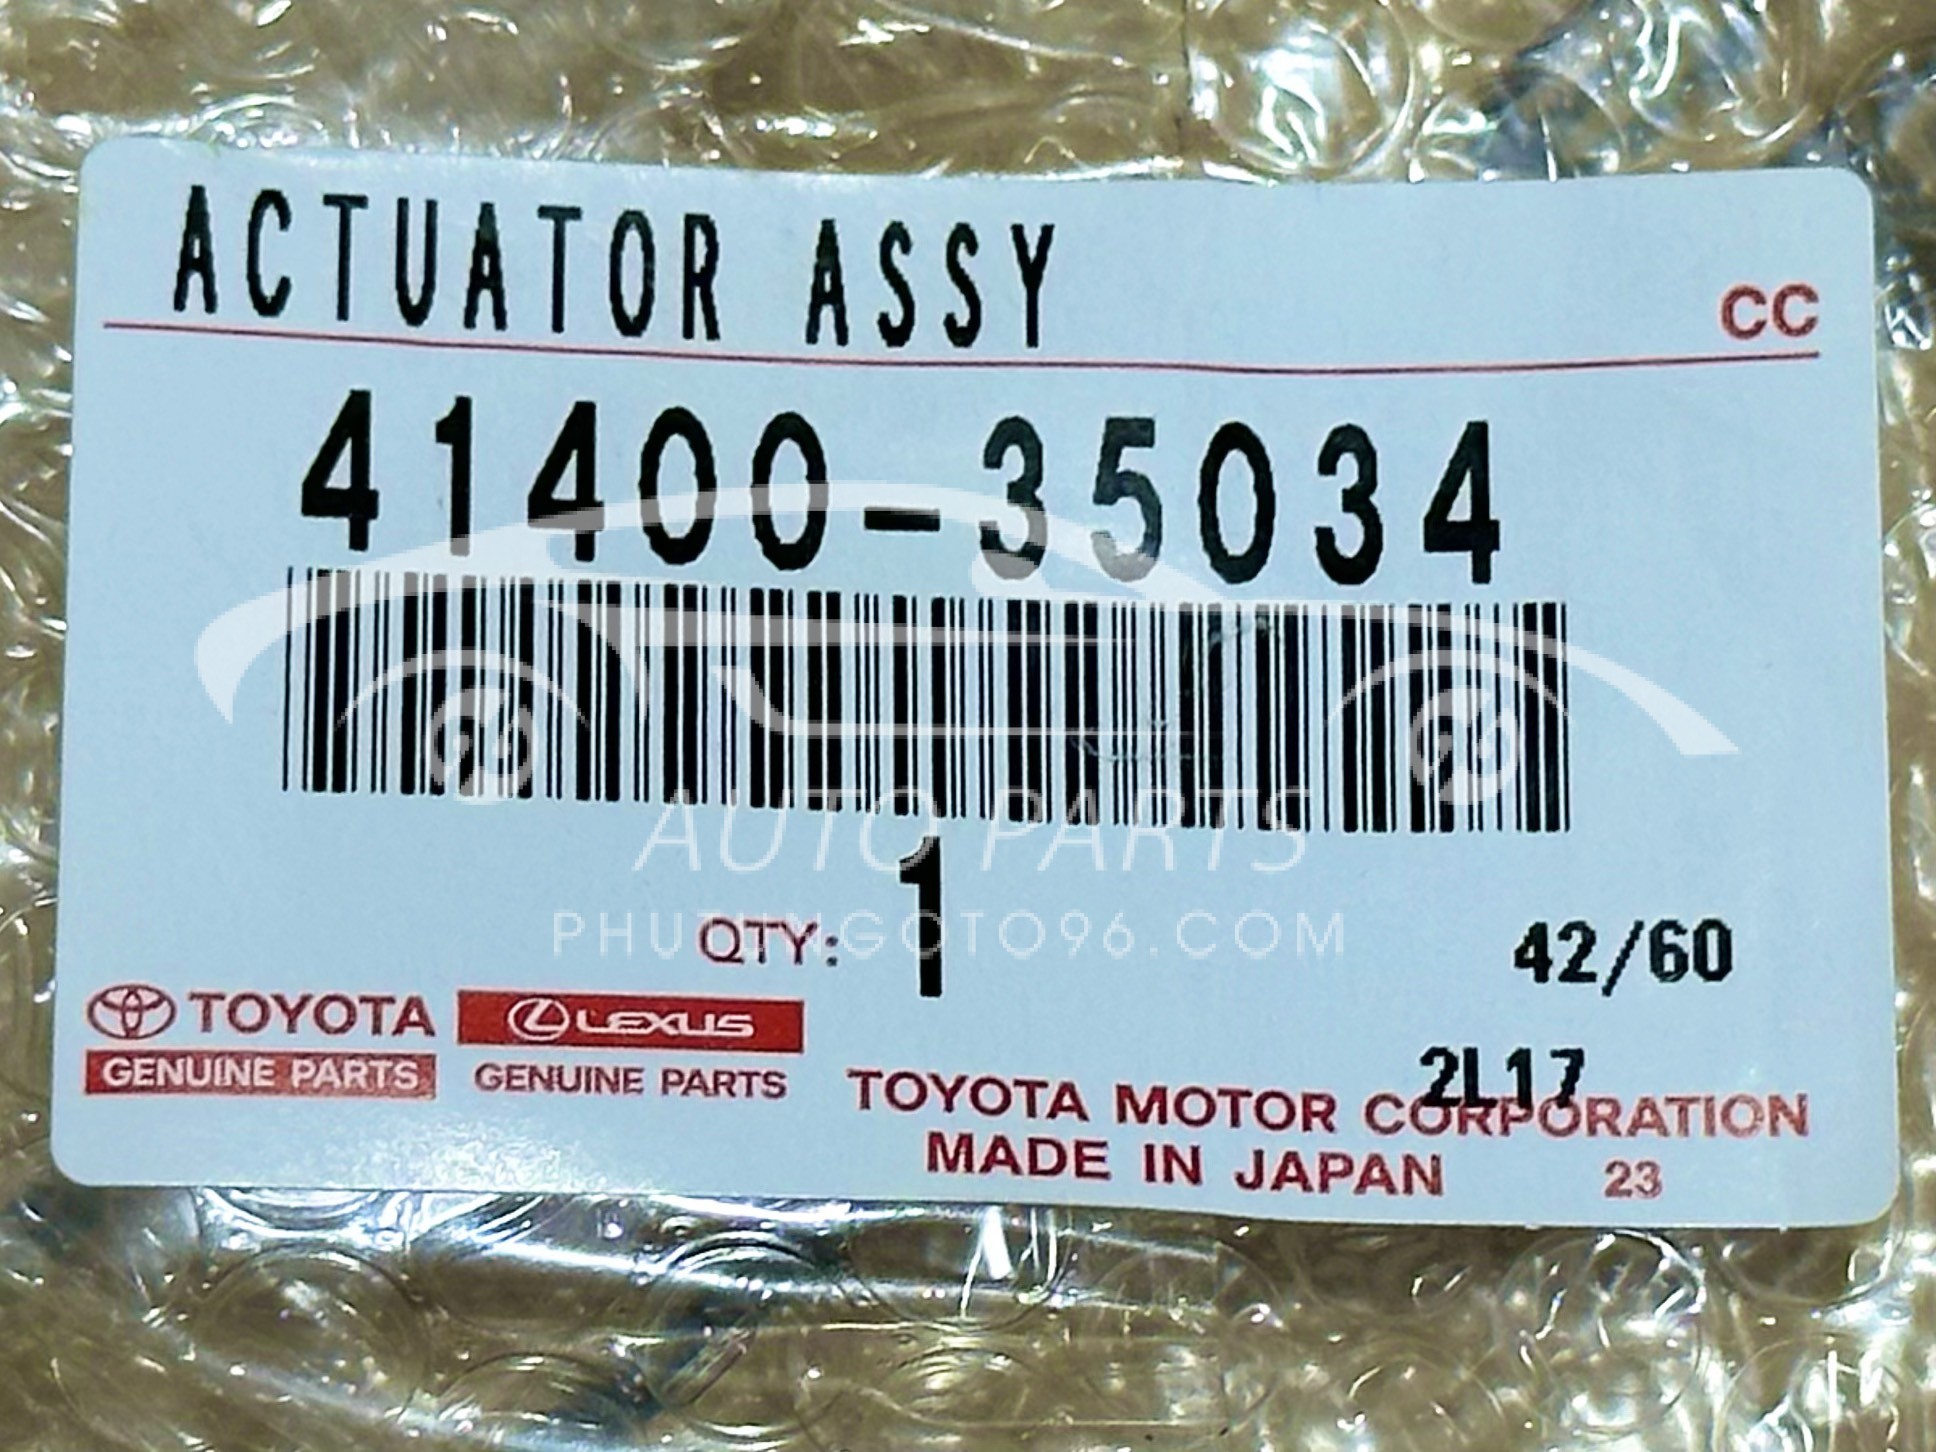 ACTUATOR ASSY
CC
41400-35034
AUTO PARTS
PHUTUNGOTO96.COM
QTY: 1
42/60
TOYOTA
GENUINE PARTS
LEXUS
GENUINE PARTS
2L17
TOYOTA MOTOR CORPORATION
MADE IN JAPAN 23